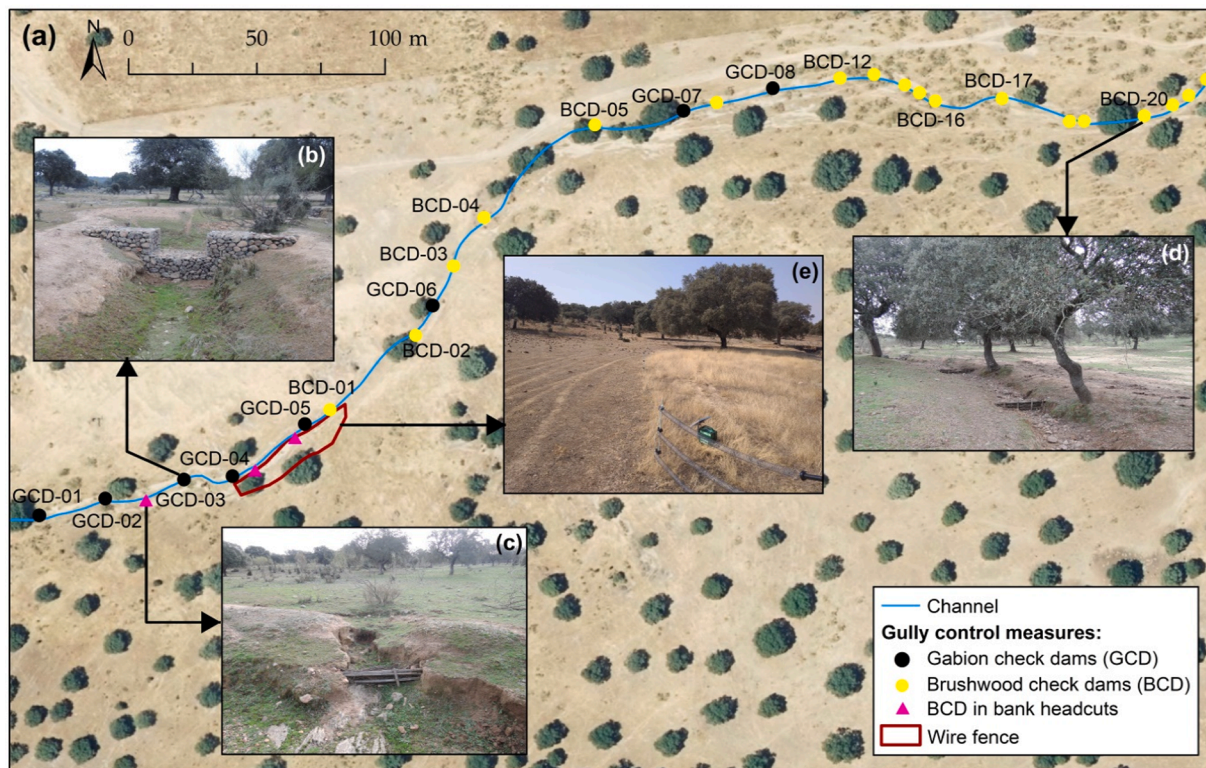 (a)
N
0 50 100 m
BCD-12
GCD-08
BCD-17
GCD-07
BCD-20
BCD-05
BCD-16
(b)
BCD-04
BCD-03
(d)
(e)
GCD-06
BCD-02
BCD-01
GCD-05
GCD-04
GCD-01
GCD-03
GCD-02
(c)
Channel
Gully control measures:
Gabion check dams (GCD)
Brushwood check dams (BCD)
BCD in bank headcuts
Wire fence